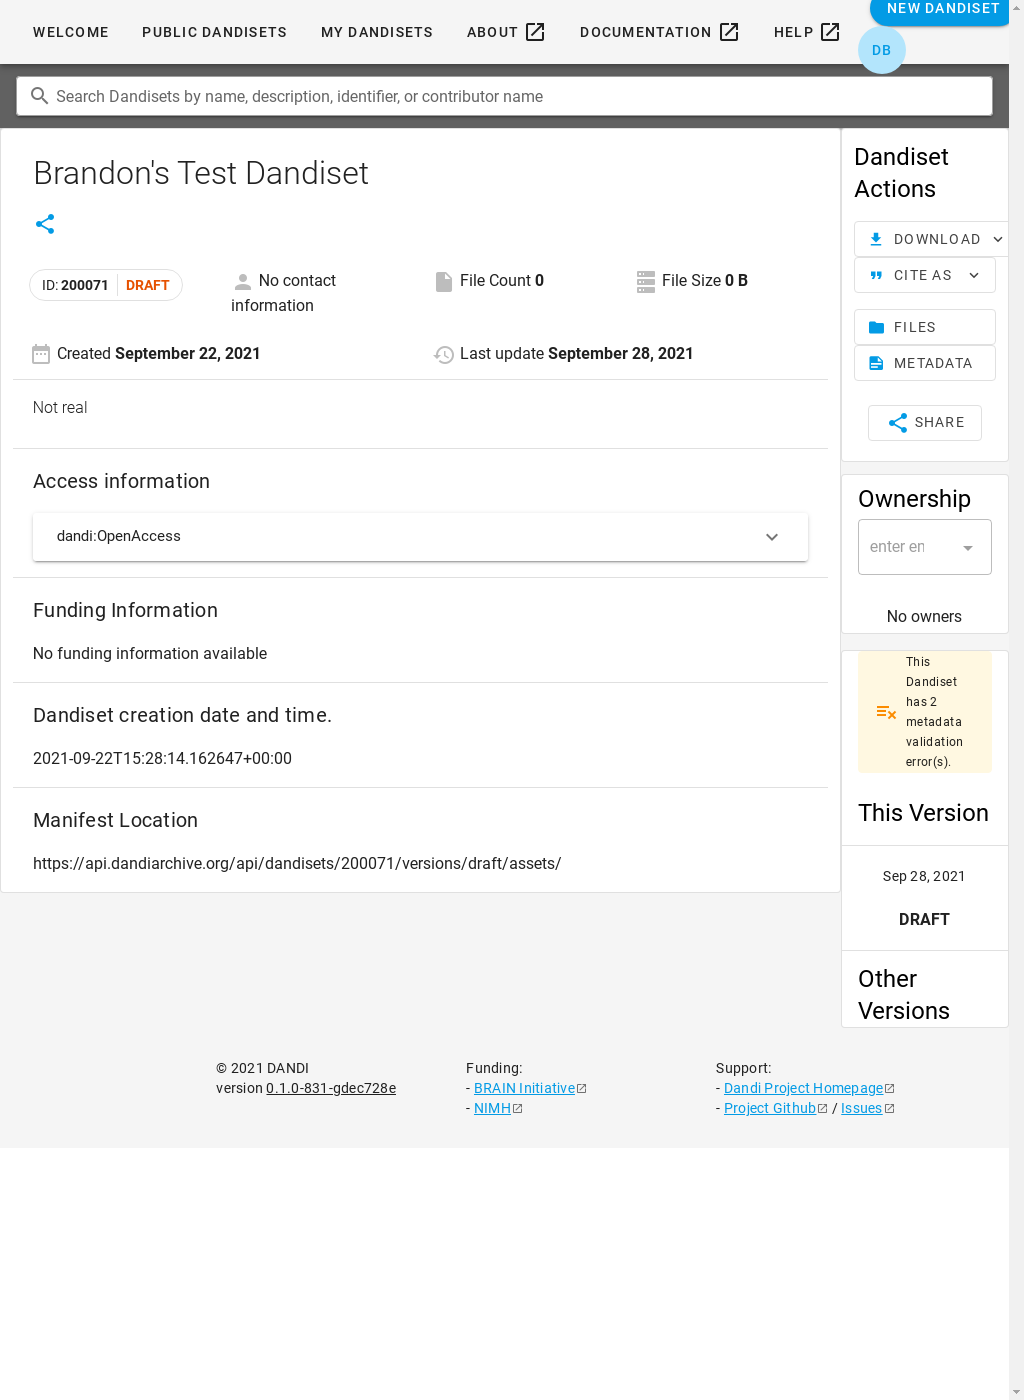 NEW DANDISET
WELCOME
PUBLIC DANDISETS
MY DANDISETS
ABOUT
DOCUMENTATION
HELP
DB
Search Dandisets by name, description, identifier, or contributor name
Brandon's Test Dandiset
ID: 200071 DRAFT
No contact
information
File Count 0
File Size 0 B
Created September 22, 2021
Last update September 28, 2021
Not real
Access information
dandi:OpenAccess
Funding Information
No funding information available
Dandiset creation date and time.
2021-09-22T15:28:14.162647+00:00
Manifest Location
https://api.dandiarchive.org/api/dandisets/200071/versions/draft/assets/
Dandiset
Actions
DOWNLOAD
CITE AS
FILES
METADATA
SHARE
Ownership
enter en
No owners
This
Dandiset
has 2
metadata
validation
error(s).
This Version
Sep 28, 2021
DRAFT
Other
Versions
© 2021 DANDI
version 0.1.0-831-gdec728e
Funding:
- BRAIN Initiative
- NIMH
Support:
- Dandi Project Homepage
- Project Github / Issues